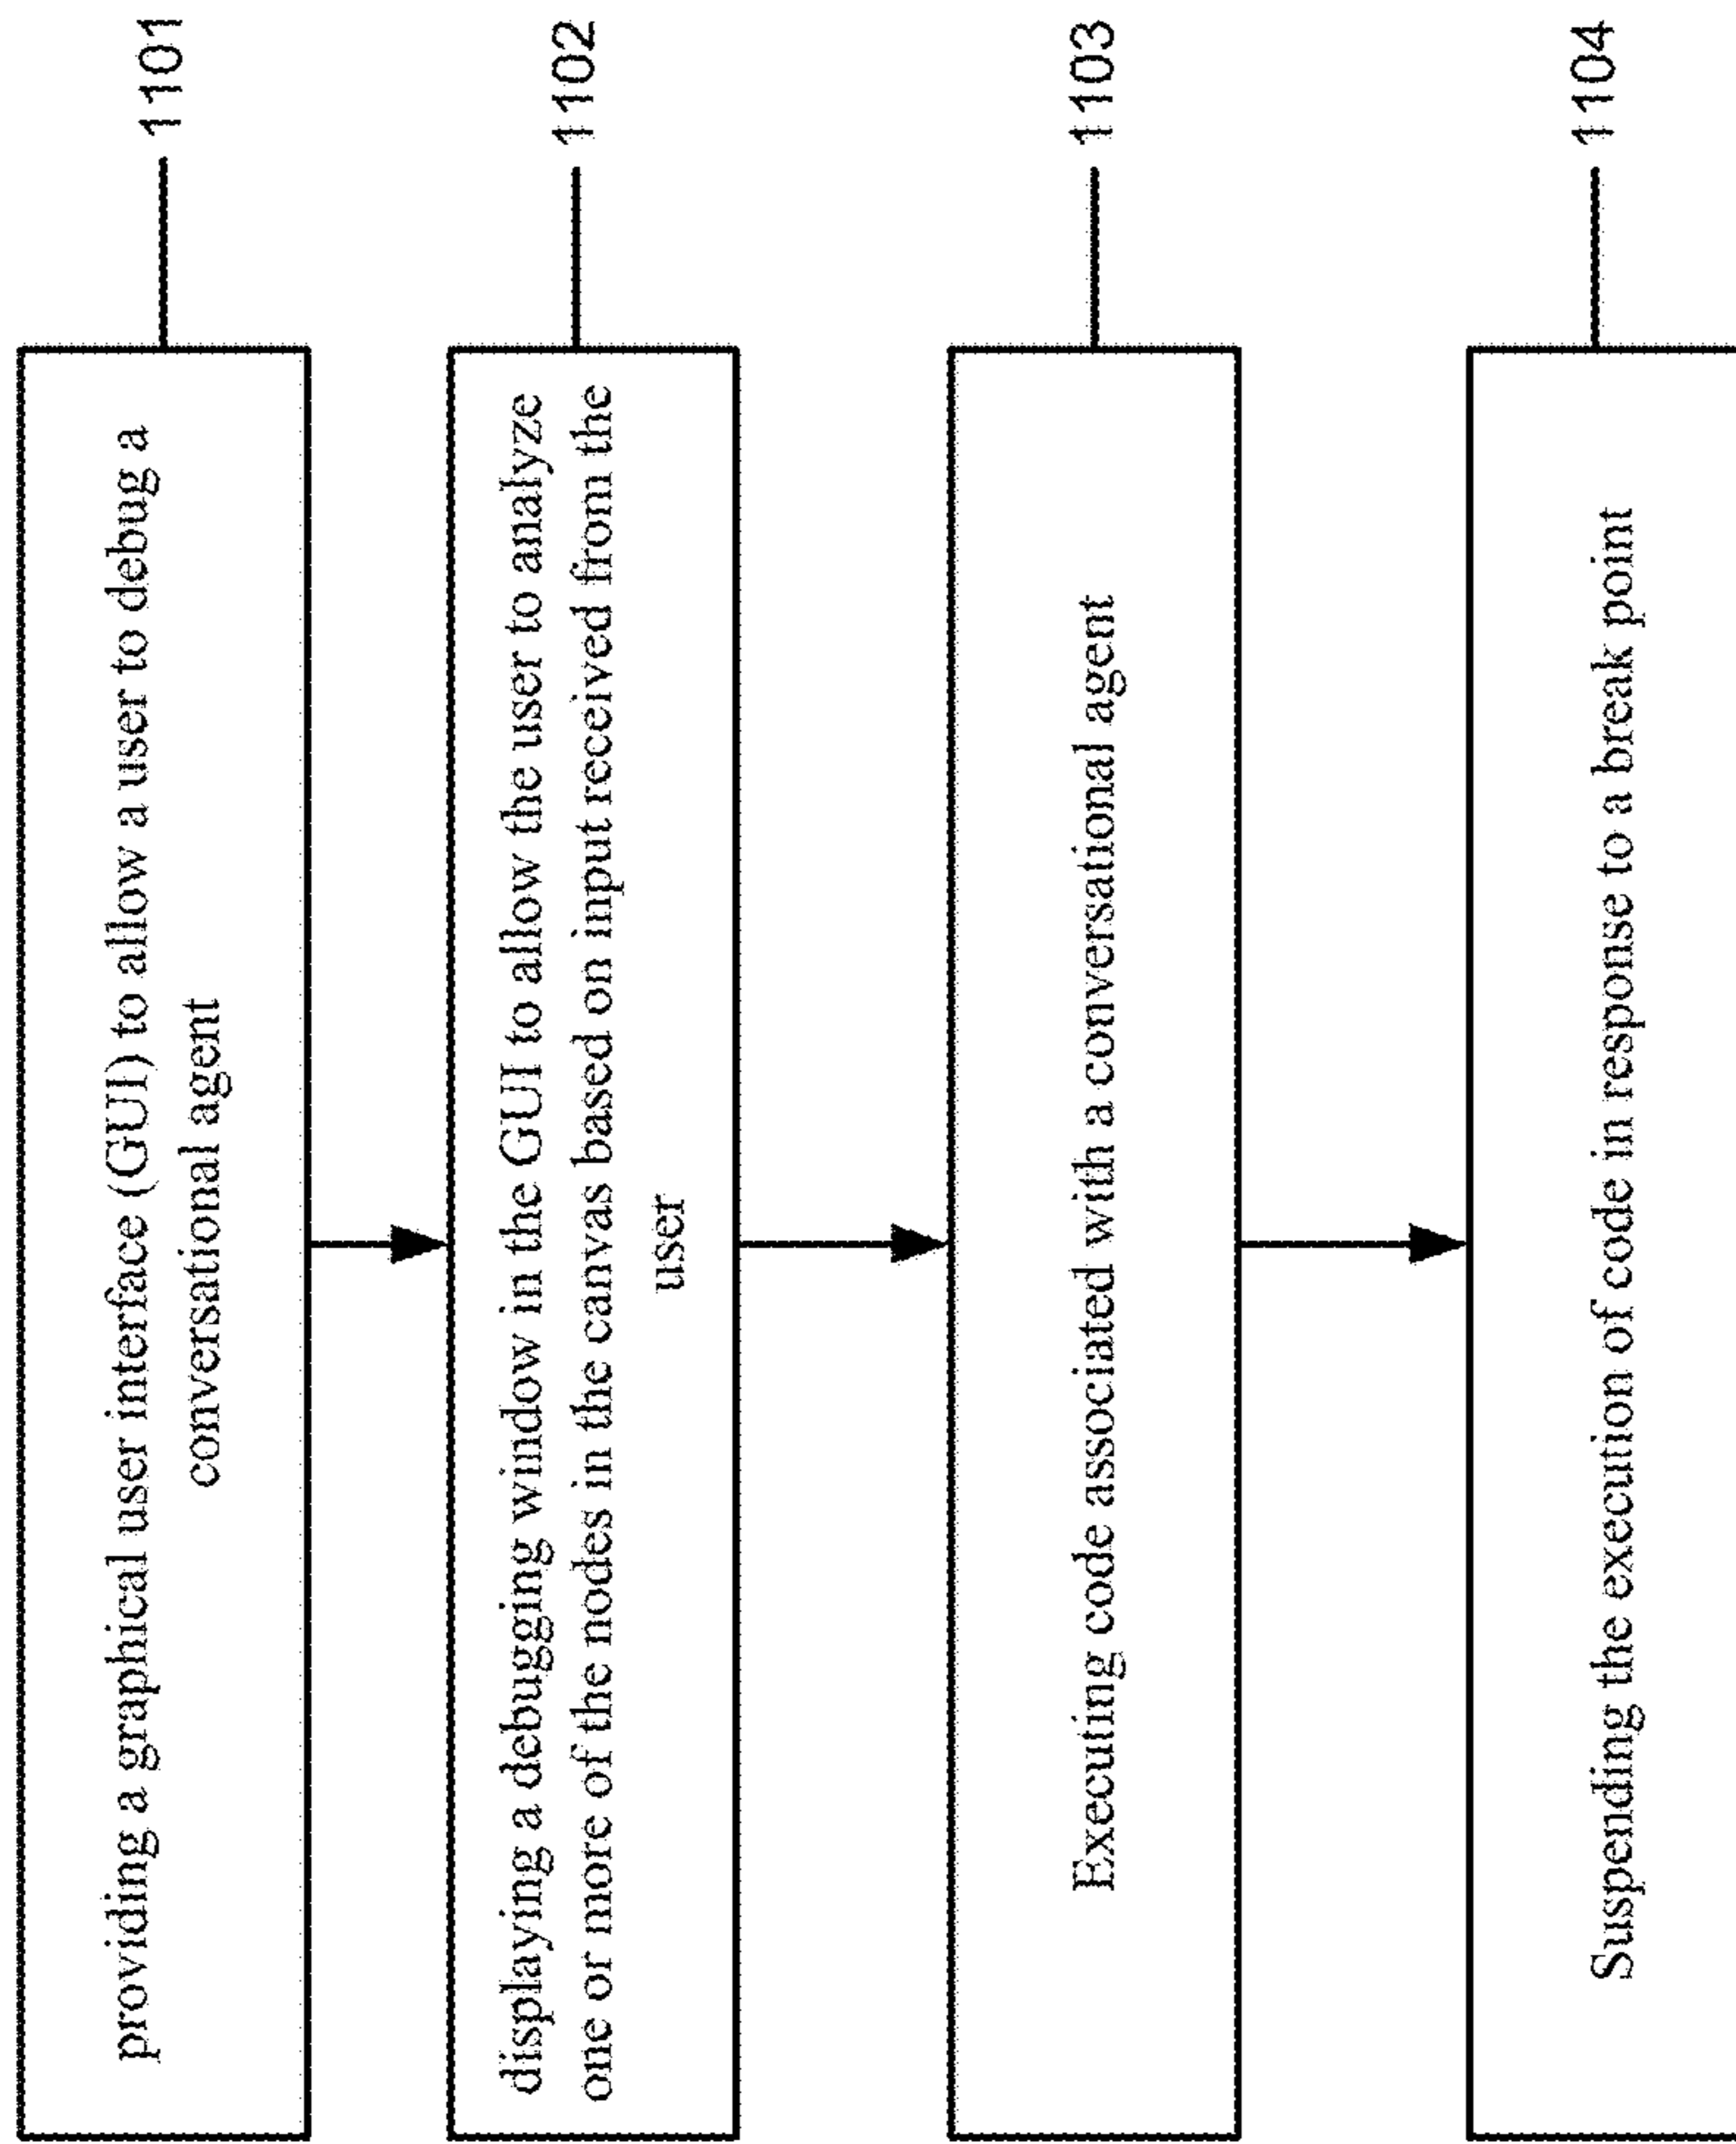 providing a graphical user interface (GUI) to allow a user to debug a
conversational agent
1101
displaying a debugging window in the GUI to allow the user to analyze
one or more of the nodes in the canvas based on input received from the
user
1102
Executing code associated with a conversational agent
1103
Suspending the execution of code in response to a break point
1104